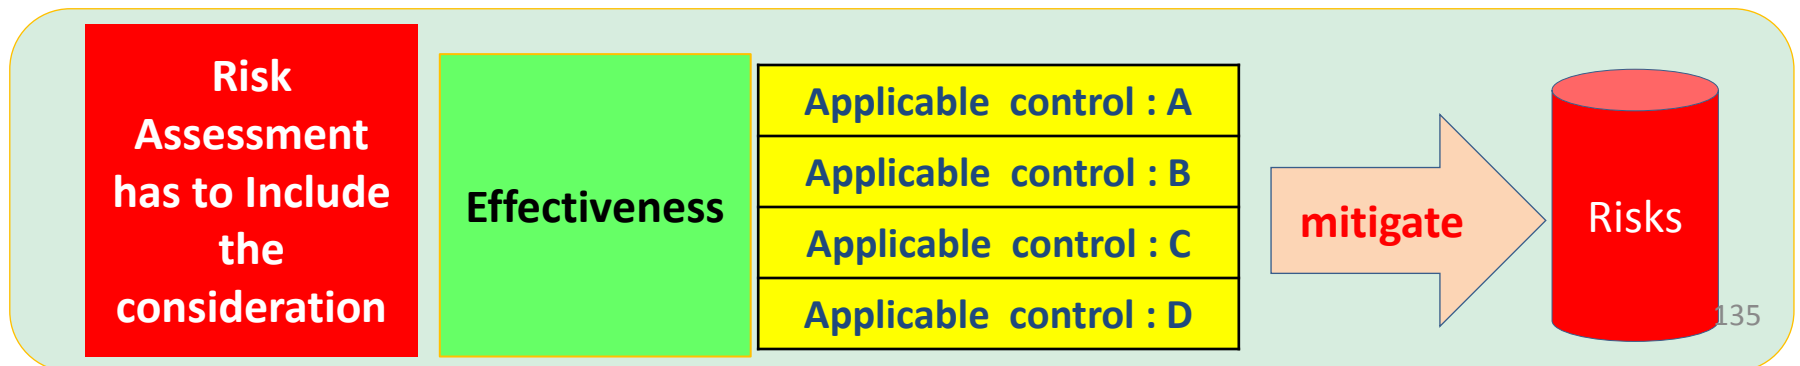 Risk
Assessment
has to Include
the
consideration
Effectiveness
Applicable control : A
Applicable control : B
Applicable control : C
Applicable control : D
mitigate
Risks
135